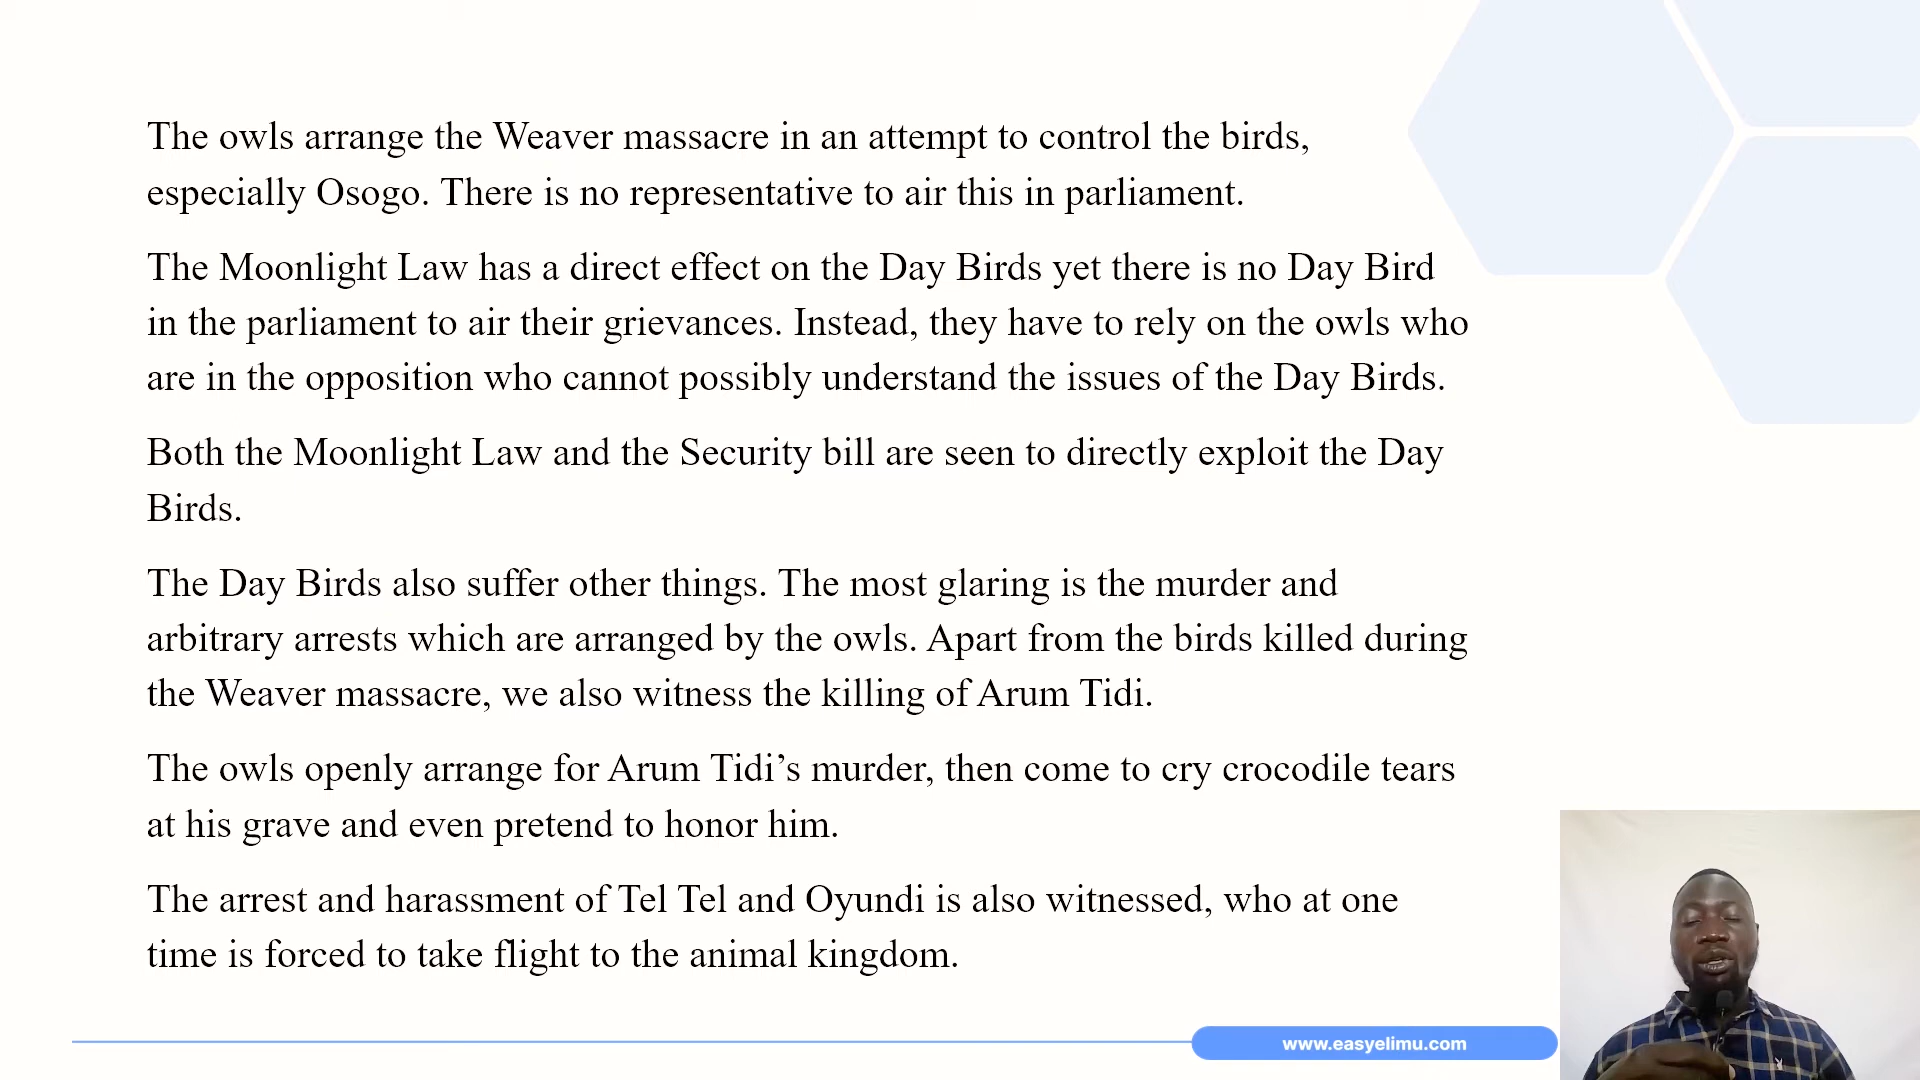 The owls arrange the Weaver massacre in an attempt to control the birds,
especially Osogo. There is no representative to air this in parliament.
The Moonlight Law has a direct effect on the Day Birds yet there is no Day Bird
in the parliament to air their grievances. Instead, they have to rely on the owls who
are in the opposition who cannot possibly understand the issues of the Day Birds.
Both the Moonlight Law and the Security bill are seen to directly exploit the Day
Birds.
The Day Birds also suffer other things. The most glaring is the murder and
arbitrary arrests which are arranged by the owls. Apart from the birds killed during
the Weaver massacre, we also witness the killing of Arum Tidi.
The owls openly arrange for Arum Tidi’s murder, then come to cry crocodile tears
at his grave and even pretend to honor him.
The arrest and harassment of Tel Tel and Oyundi is also witnessed, who at one
time is forced to take flight to the animal kingdom.
www.easyelimu.com